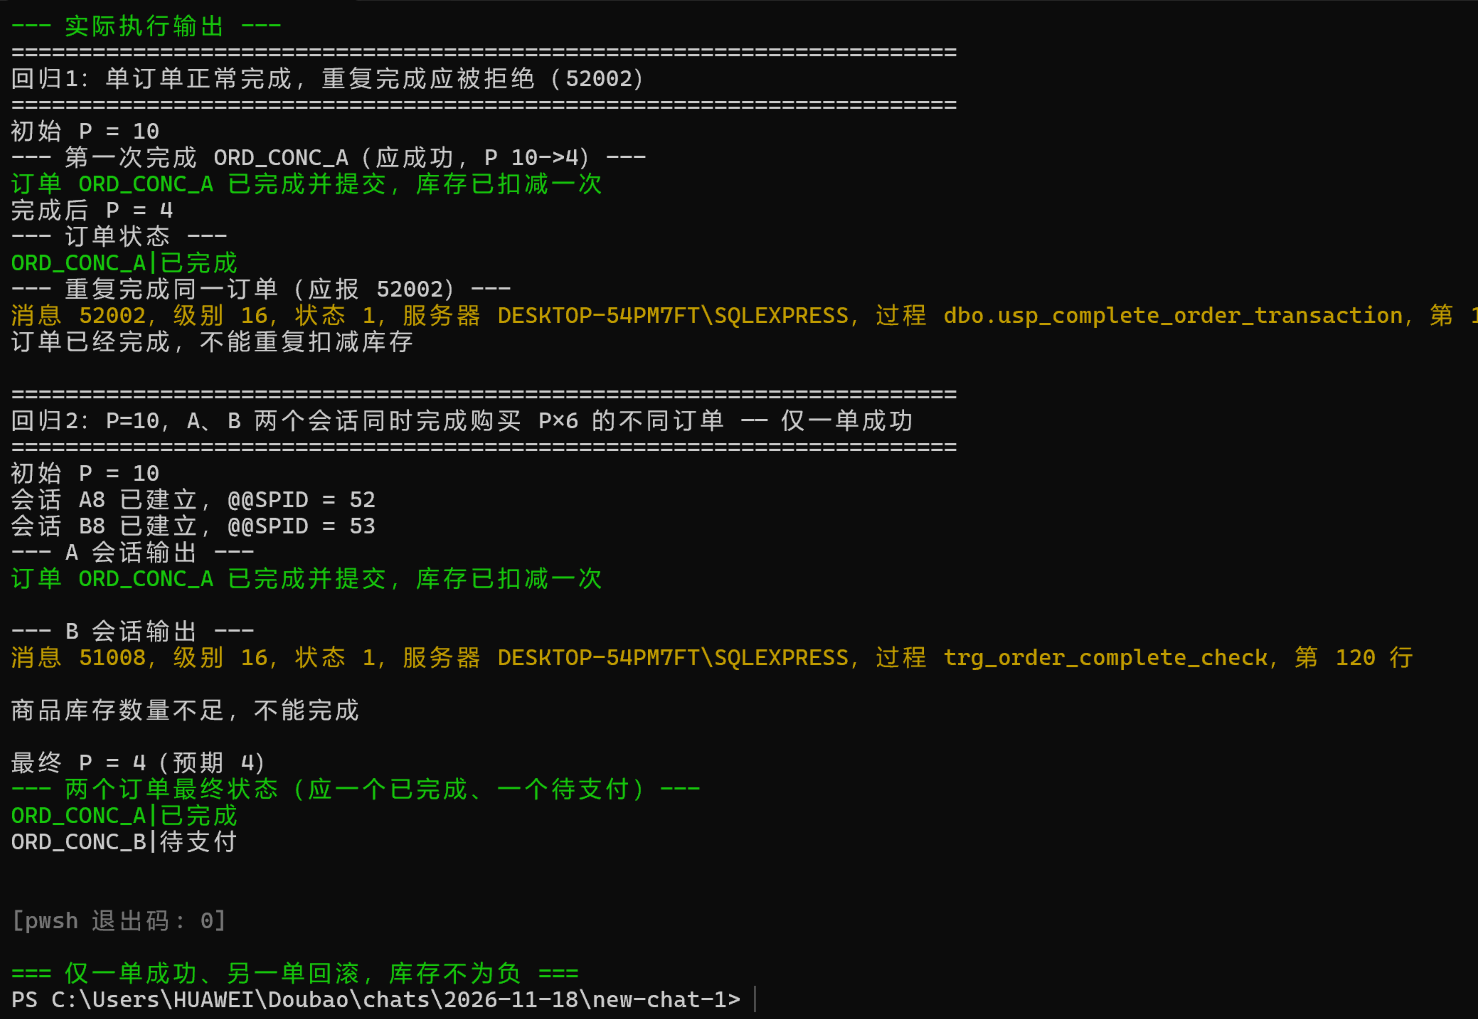 --- 实际执行输出 ---
======================================================================
回归1：单订单正常完成，重复完成应被拒绝（52002）
======================================================================
初始 P = 10
--- 第一次完成 ORD_CONC_A（应成功，P 10->4）---
订单 ORD_CONC_A 已完成并提交，库存已扣减一次
完成后 P = 4
--- 订单状态 ---
ORD_CONC_A|已完成
--- 重复完成同一订单（应报 52002）---
消息 52002，级别 16，状态 1，服务器 DESKTOP-54PM7FT\SQLEXPRESS，过程 dbo.usp_complete_order_transaction，第 1
订单已经完成，不能重复扣减库存
======================================================================
回归2：P=10，A、B 两个会话同时完成购买 P×6 的不同订单 —— 仅一单成功
======================================================================
初始 P = 10
会话 A8 已建立，@@SPID = 52
会话 B8 已建立，@@SPID = 53
--- A 会话输出 ---
订单 ORD_CONC_A 已完成并提交，库存已扣减一次
--- B 会话输出 ---
消息 51008，级别 16，状态 1，服务器 DESKTOP-54PM7FT\SQLEXPRESS，过程 trg_order_complete_check，第 120 行
商品库存数量不足，不能完成
最终 P = 4（预期 4）
--- 两个订单最终状态（应一个已完成、一个待支付）---
ORD_CONC_A|已完成
ORD_CONC_B|待支付
[pwsh 退出码: 0]
=== 仅一单成功、另一单回滚，库存不为负 ===
PS C:\Users\HUAWEI\Doubao\chats\2026-11-18\new-chat-1>